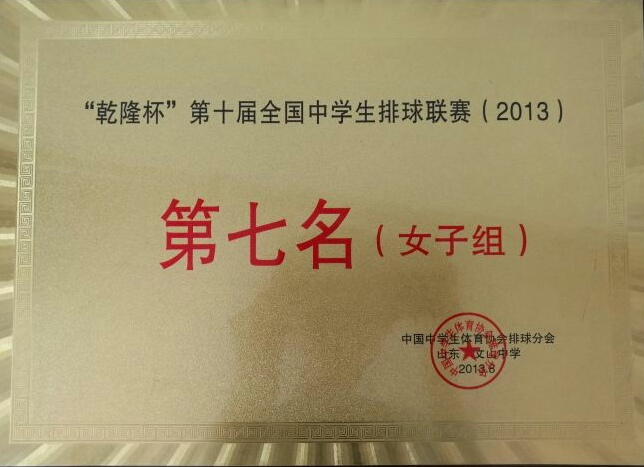 “乾隆杯”第十届全国中学生排球联赛（2013）
第七名（女子组）
中国中学生体育协会排球分会
山东 文山中学
2013.8